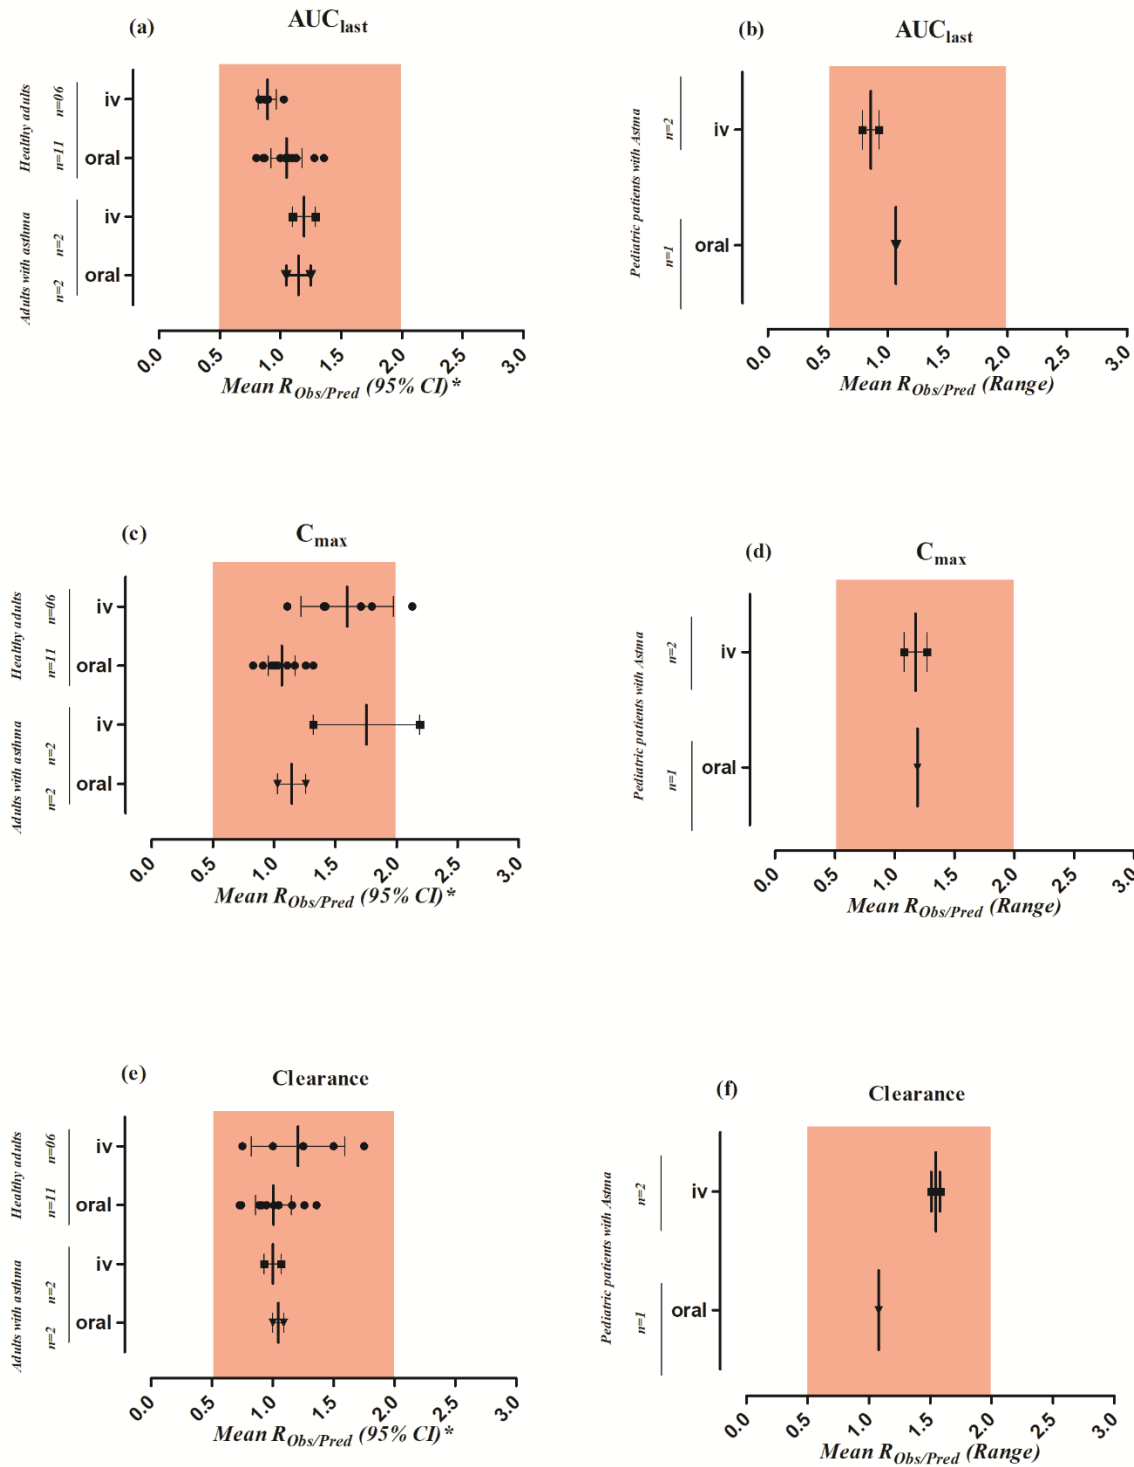 (a)
AUClast
Healthy adults
n=06
iv
n=11
oral
Adults with asthma
n=2
iv
n=2
oral
0.0 0.5 1.0 1.5 2.0 2.5 3.0
Mean RObs/Pred (95% CI)*
(b)
AUClast
Pediatric patients with Astma
n=2
iv
n=1
oral
0.0 0.5 1.0 1.5 2.0 2.5 3.0
Mean RObs/Pred (Range)
(c)
Cmax
Healthy adults
n=06
iv
n=11
oral
Adults with asthma
n=2
iv
n=2
oral
0.0 0.5 1.0 1.5 2.0 2.5 3.0
Mean RObs/Pred (95% CI)*
(d)
Cmax
Pediatric patients with Astma
n=2
iv
n=1
oral
0.0 0.5 1.0 1.5 2.0 2.5 3.0
Mean RObs/Pred (Range)
(e)
Clearance
Healthy adults
n=06
iv
n=11
oral
Adults with asthma
n=2
iv
n=2
oral
0.0 0.5 1.0 1.5 2.0 2.5 3.0
Mean RObs/Pred (95% CI)*
(f)
Clearance
Pediatric patients with Astma
n=2
iv
n=1
oral
0.0 0.5 1.0 1.5 2.0 2.5 3.0
Mean RObs/Pred (Range)